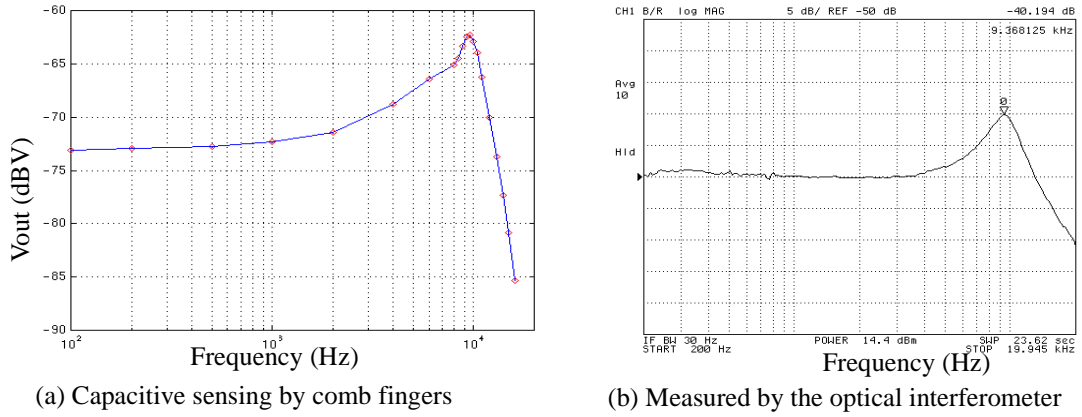 −60
−65
−70
−75
−80
−85
−90
Vout (dBV)
10^2
10^3
10^4
Frequency (Hz)
(a) Capacitive sensing by comb fingers
CH1 B/R log MAG 5 dB/ REF -50 dB -40.194 dB
9.368125 kHz
Avg
10
0
Hld
IF BW 30 Hz POWER 14.4 dBm SWP 23.62 sec
START 200 Hz STOP 19.945 kHz
Frequency (Hz)
(b) Measured by the optical interferometer